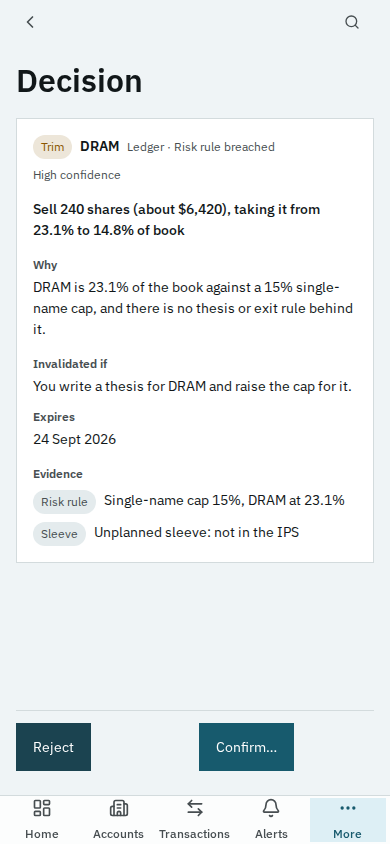 Decision
Trim DRAM Ledger · Risk rule breached
High confidence
Sell 240 shares (about $6,420), taking it from
23.1% to 14.8% of book
Why
DRAM is 23.1% of the book against a 15% single-
name cap, and there is no thesis or exit rule behind
it.
Invalidated if
You write a thesis for DRAM and raise the cap for it.
Expires
24 Sept 2026
Evidence
Risk rule Single-name cap 15%, DRAM at 23.1%
Sleeve Unplanned sleeve: not in the IPS
Reject Confirm...
Home Accounts Transactions Alerts More